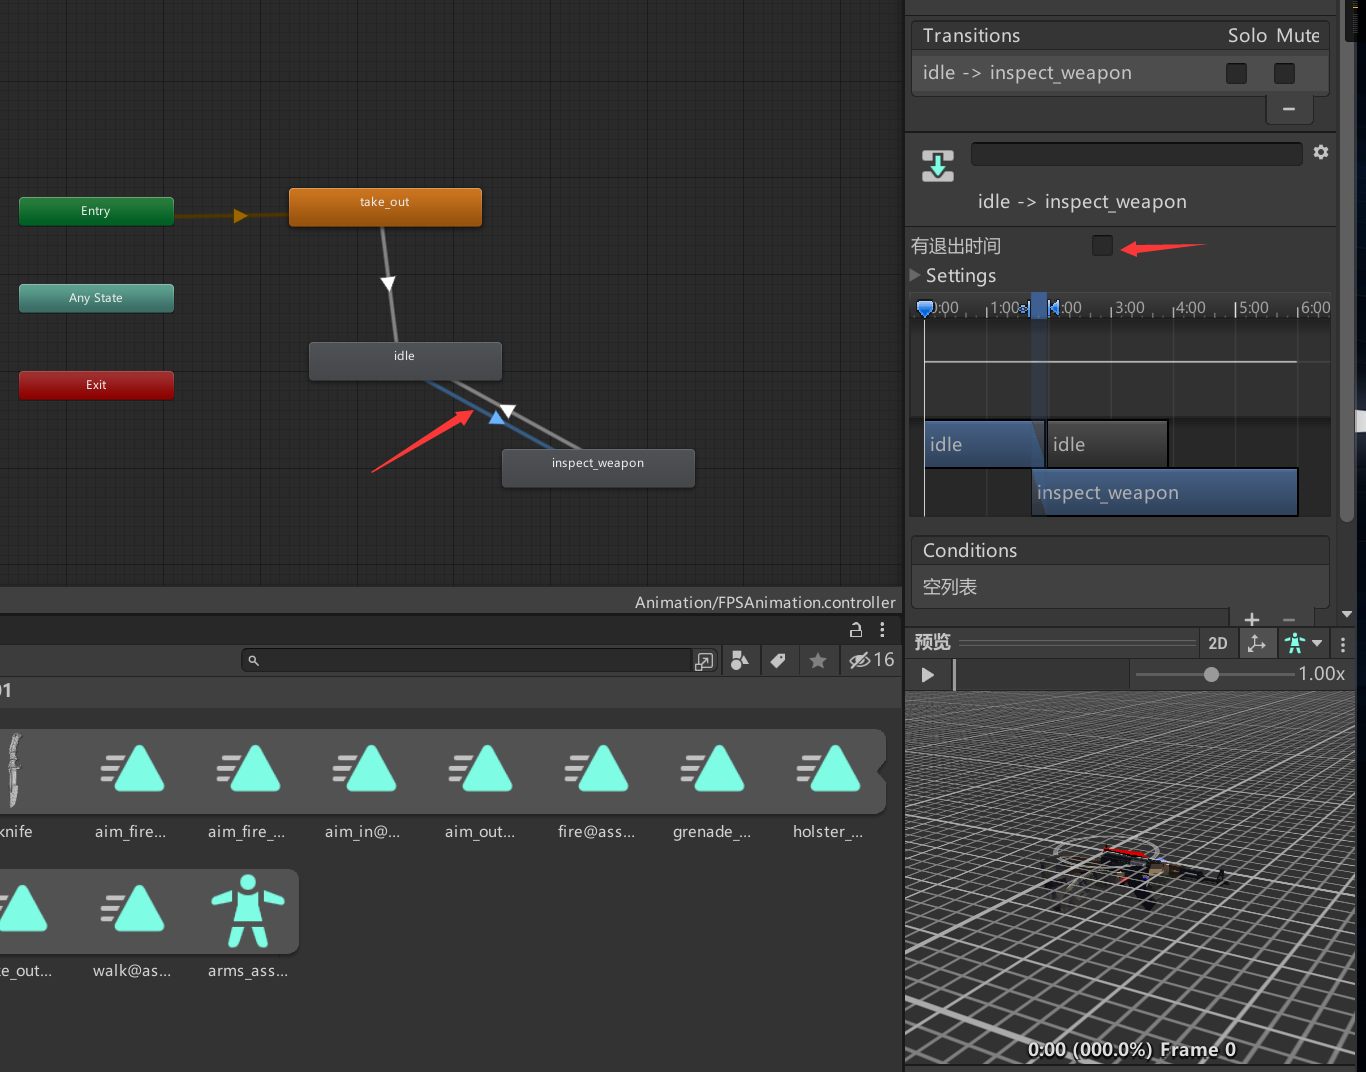 Entry
take_out
Any State
idle
Exit
inspect_weapon
Animation/FPSAnimation.controller
16
knife
aim_fire...
aim_fire_...
aim_in@...
aim_out...
fire@ass...
grenade_...
holster_...
e_out...
walk@as...
arms_ass...
Transitions Solo Mute
idle -> inspect_weapon
idle -> inspect_weapon
有退出时间
Settings
0:00 1:00 :00 3:00 4:00 5:00 6:00
idle idle
inspect_weapon
Conditions
空列表
预览 2D
1.00x
0:00 (000.0%) Frame 0